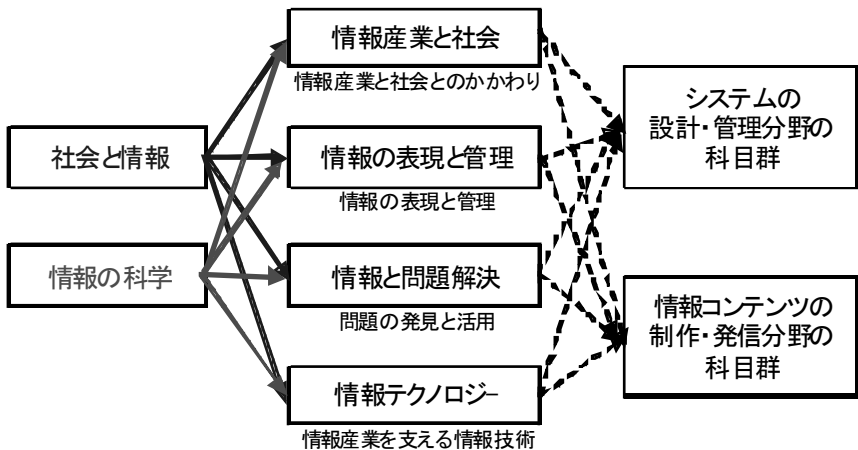 社会と情報
情報の科学
情報産業と社会
情報産業と社会とのかかわり
情報の表現と管理
情報の表現と管理
情報と問題解決
問題の発見と活用
情報テクノロジー
情報産業を支える情報技術
システムの
設計・管理分野の
科目群
情報コンテンツの
制作・発信分野の
科目群